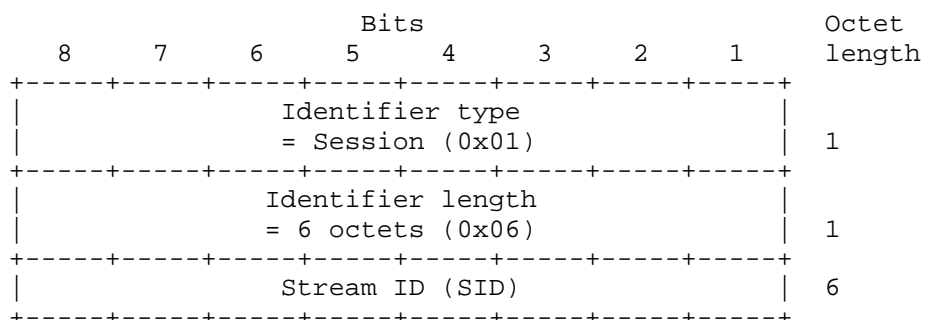 Bits                              Octet
    8     7     6     5     4     3     2     1     length
+-----+-----+-----+-----+-----+-----+-----+-----+
|                Identifier type                |
|                = Session (0x01)               |  1
+-----+-----+-----+-----+-----+-----+-----+-----+
|               Identifier length               |
|               = 6 octets (0x06)               |  1
+-----+-----+-----+-----+-----+-----+-----+-----+
|                Stream ID (SID)                |  6
+-----+-----+-----+-----+-----+-----+-----+-----+